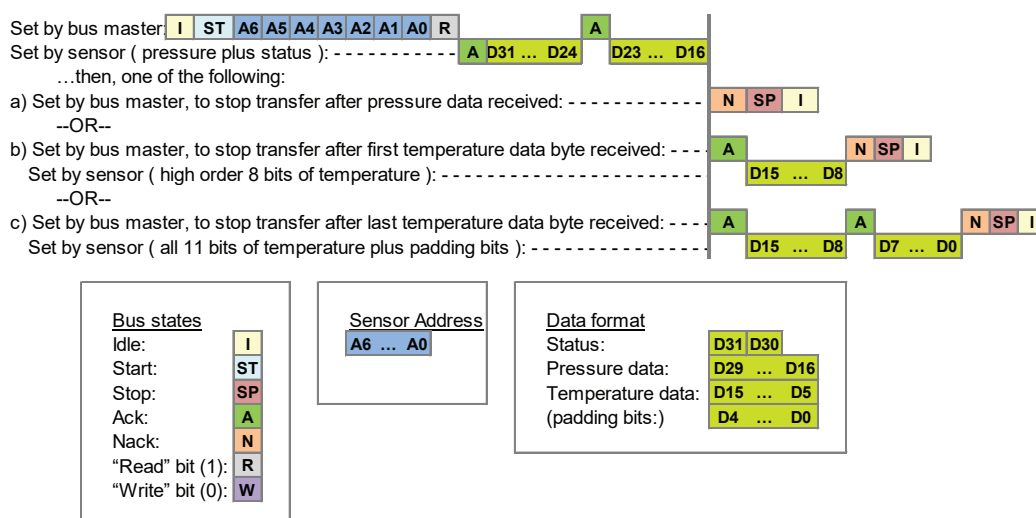 Set by bus master: I ST A6 A5 A4 A3 A2 A1 A0 R A
Set by sensor ( pressure plus status ): - - - - - - - - - - - A D31 ... D24 D23 ... D16
...then, one of the following:
a) Set by bus master, to stop transfer after pressure data received: - - - - - - - - - - - - N SP I
--OR--
b) Set by bus master, to stop transfer after first temperature data byte received: - - - - A N SP I
Set by sensor ( high order 8 bits of temperature ): - - - - - - - - - - - - - - - - - - - - - - - - D15 ... D8
--OR--
c) Set by bus master, to stop transfer after last temperature data byte received: - - - - A A N SP I
Set by sensor ( all 11 bits of temperature plus padding bits ): - - - - - - - - - - - - - - - - D15 ... D8 D7 ... D0
Bus states
Idle: I
Start: ST
Stop: SP
Ack: A
Nack: N
“Read” bit (1): R
“Write” bit (0): W
Sensor Address
A6 ... A0
Data format
Status: D31 D30
Pressure data: D29 ... D16
Temperature data: D15 ... D5
(padding bits:) D4 ... D0